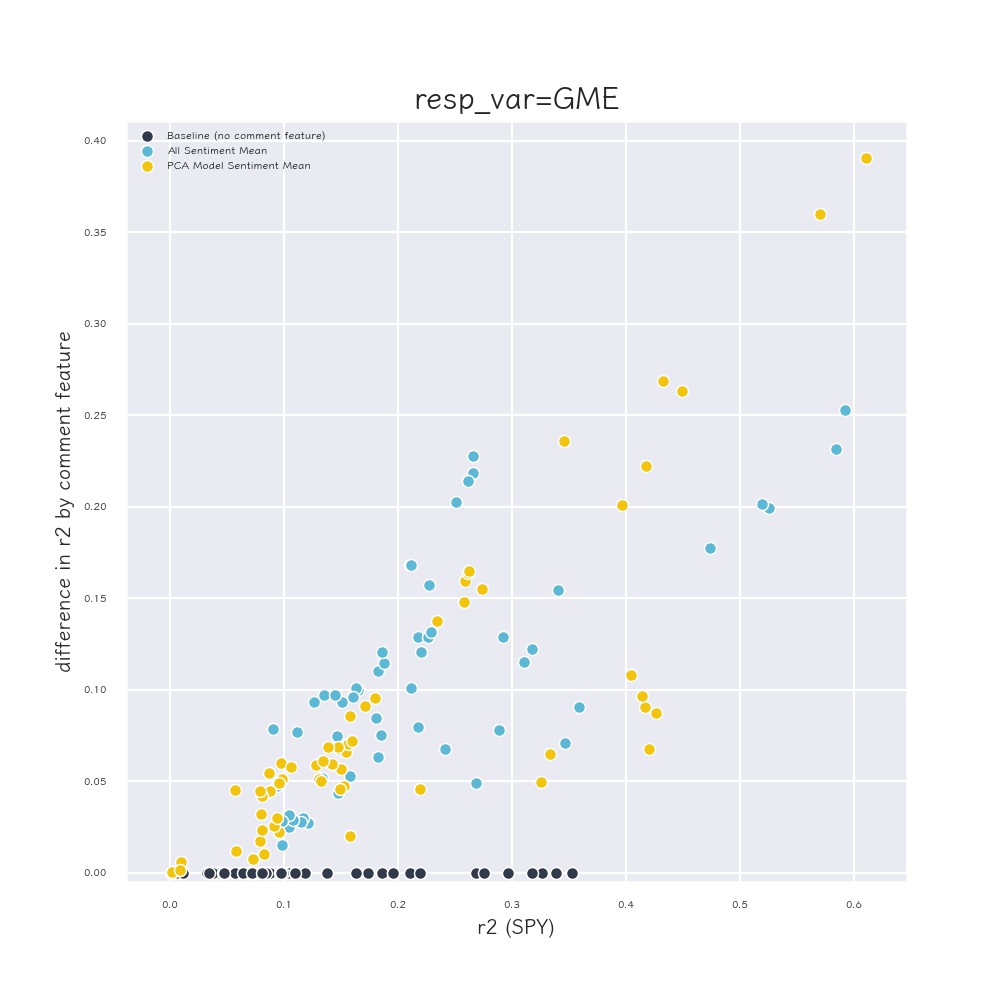 resp_var=GME
Baseline (no comment feature)
All Sentiment Mean
PCA Model Sentiment Mean
0.40
0.35
0.30
0.25
0.20
0.15
0.10
0.05
0.00
difference in r2 by comment feature
0.0 0.1 0.2 0.3 0.4 0.5 0.6
r2 (SPY)